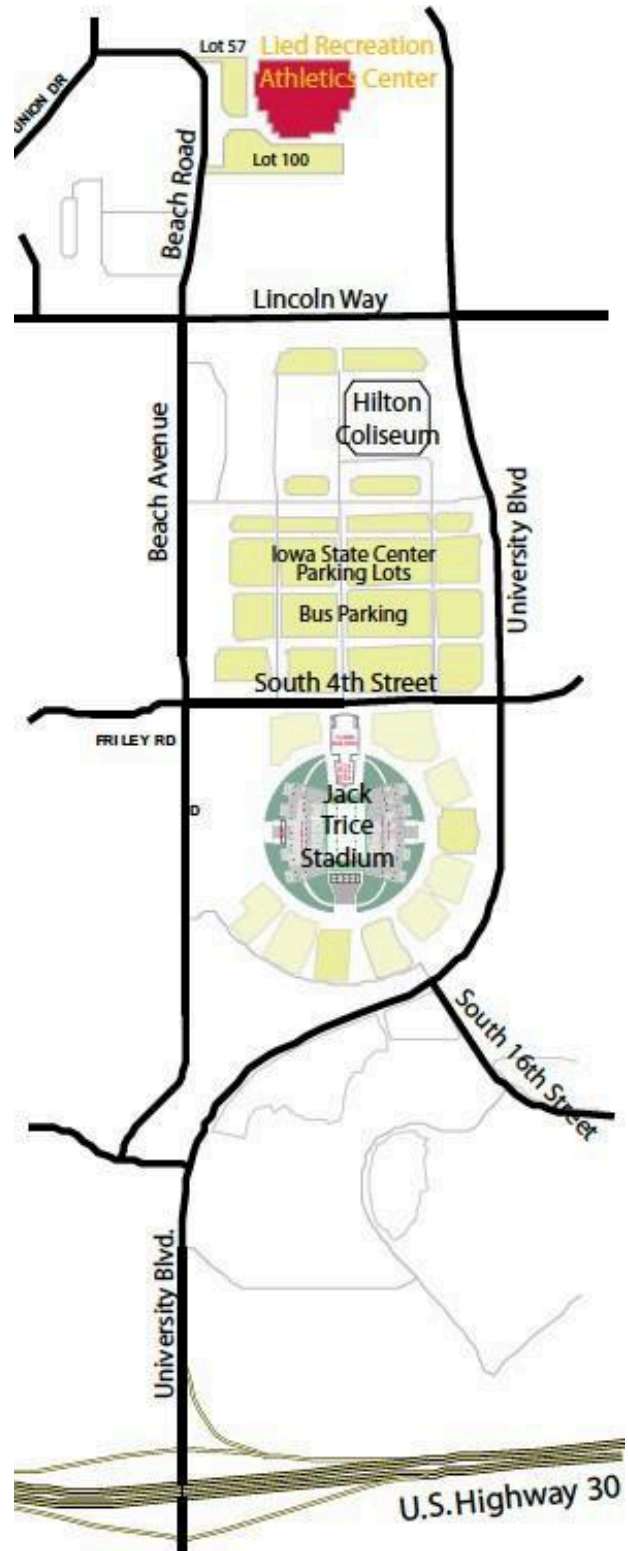 Lot 57
Lied Recreation
Athletics Center
UNION DR
Beach Road
Lot 100
Lincoln Way
Hilton
Coliseum
Beach Avenue
University Blvd
Iowa State Center
Parking Lots
Bus Parking
South 4th Street
FRILEY RD
D
Jack
Trice
Stadium
South 16th Street
University Blvd.
U.S.Highway 30